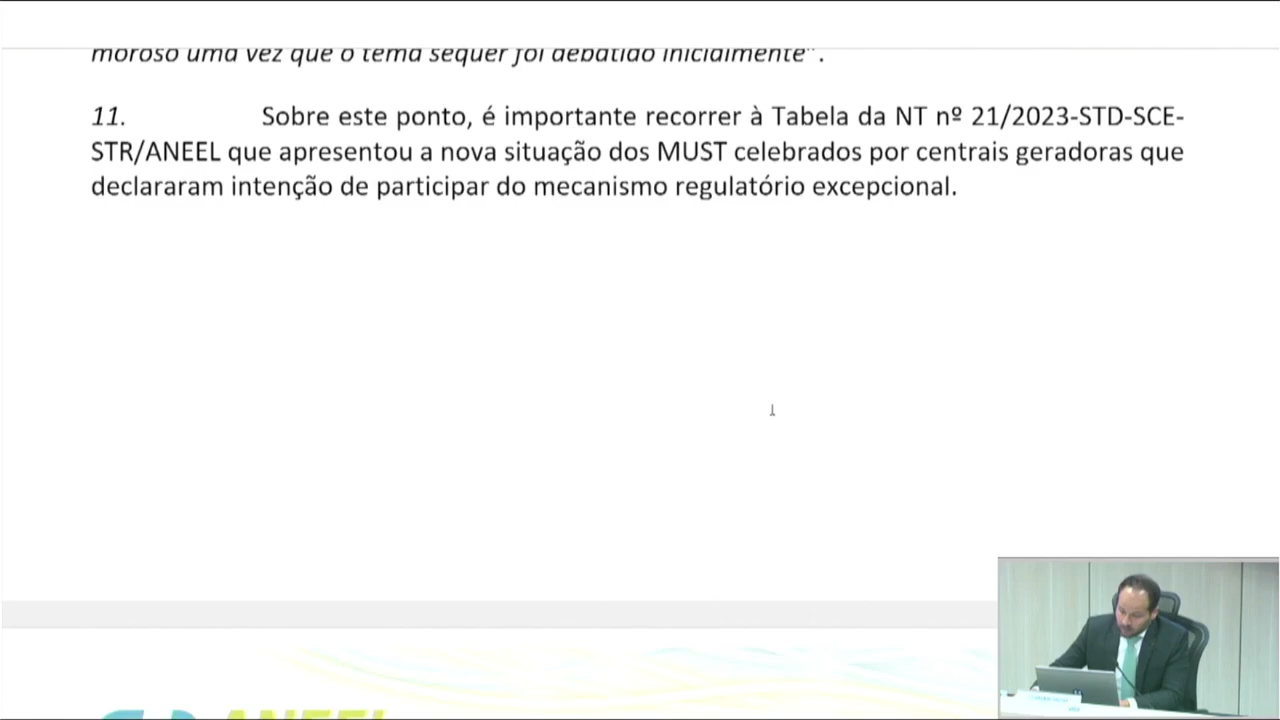 moroso uma vez que o tema sequer foi debatido inicialmente".
11. Sobre este ponto, é importante recorrer à Tabela da NT nº 21/2023-STD-SCE-
STR/ANEEL que apresentou a nova situação dos MUST celebrados por centrais geradoras que
declararam intenção de participar do mecanismo regulatório excepcional.
ANEEL